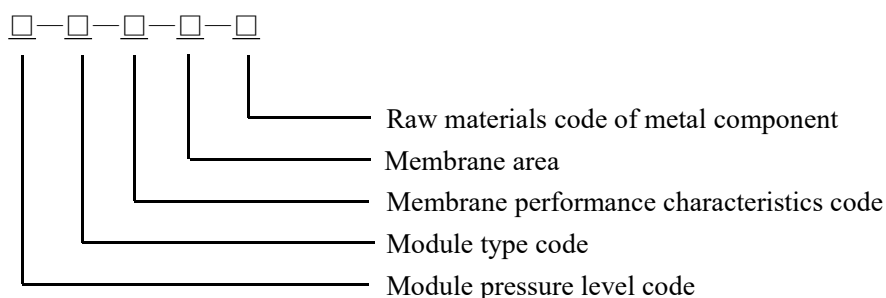 □—□—□—□—□
Raw materials code of metal component
Membrane area
Membrane performance characteristics code
Module type code
Module pressure level code